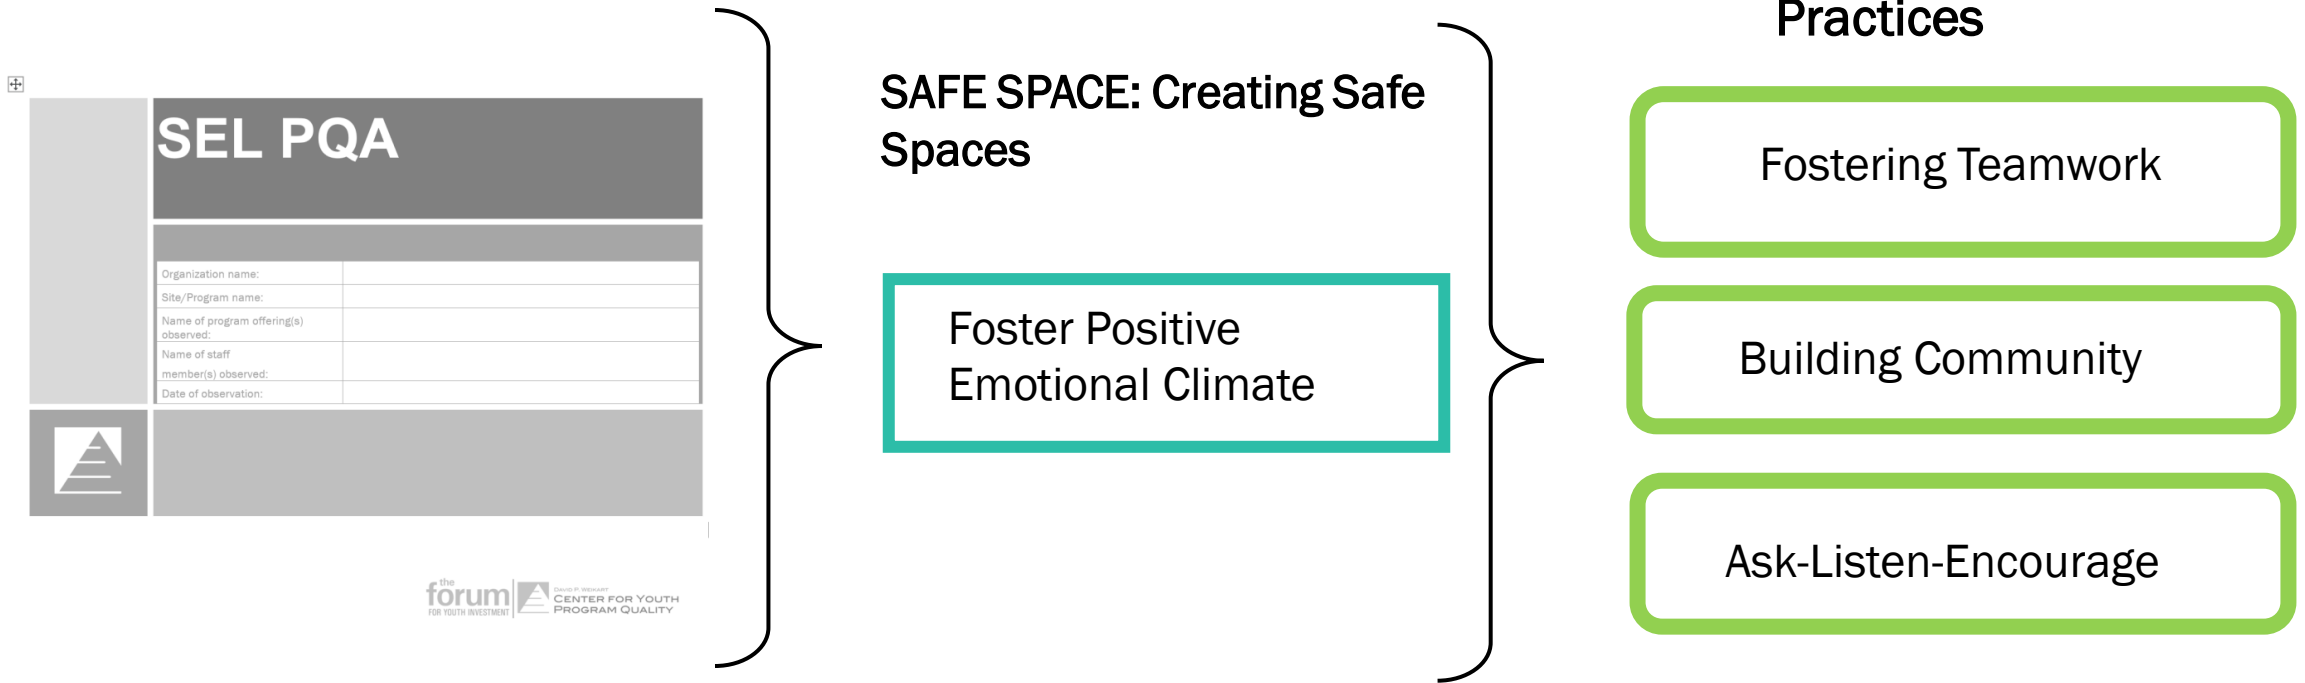 SEL PQA
Organization name:
Site/Program name:
Name of program offering(s)
observed:
Name of staff
member(s) observed:
Date of observation:
the
forum
FOR YOUTH INVESTMENT
DAVID P. WEIKART
CENTER FOR YOUTH
PROGRAM QUALITY
SAFE SPACE: Creating Safe
Spaces
Foster Positive
Emotional Climate
Practices
Fostering Teamwork
Building Community
Ask-Listen-Encourage